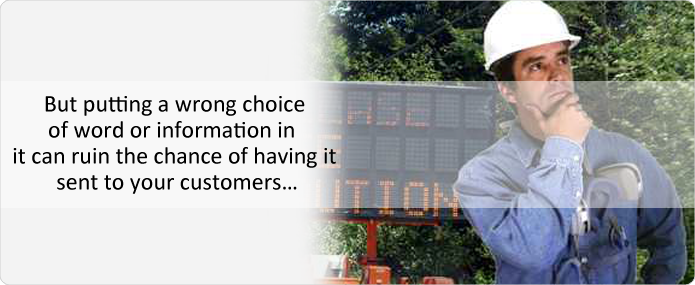 But putting a wrong choice
of word or information in
it can ruin the chance of having it
sent to your customers...